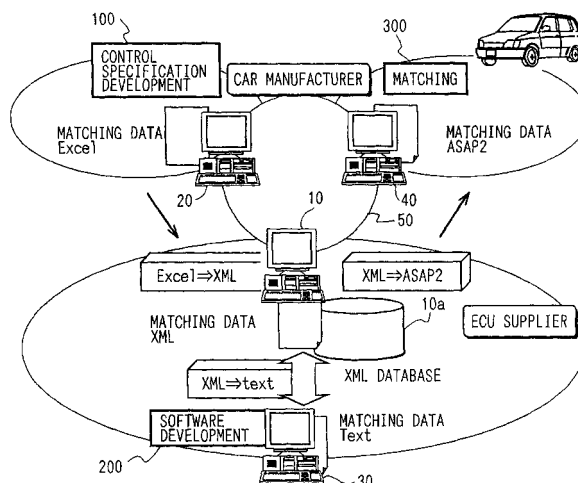 100
CONTROL
SPECIFICATION
DEVELOPMENT
CAR MANUFACTURER
300
MATCHING
MATCHING DATA
Excel
20
MATCHING DATA
ASAP2
40
10
50
Excel⇒XML
XML⇒ASAP2
MATCHING DATA
XML
10a
ECU SUPPLIER
XML⇒text
XML DATABASE
SOFTWARE
DEVELOPMENT
MATCHING DATA
Text
200
30